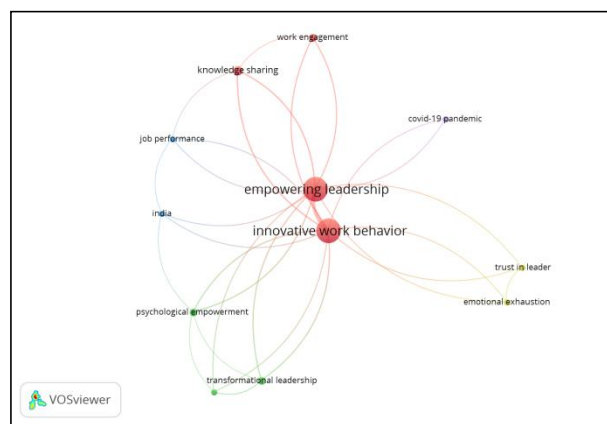 work engagement
knowledge sharing
covid-19 pandemic
job performance
empowering leadership
india
innovative work behavior
trust in leader
emotional exhaustion
psychological empowerment
transformational leadership
VOSviewer